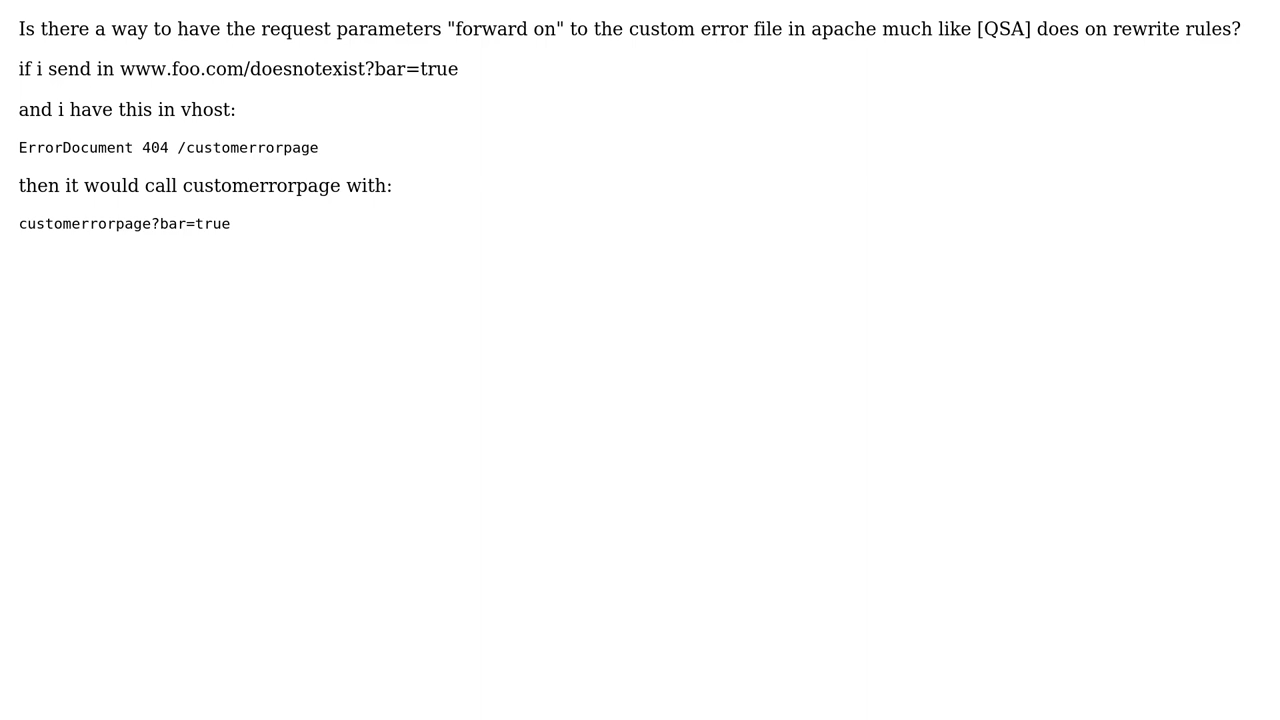 Is there a way to have the request parameters "forward on" to the custom error file in apache much like [QSA] does on rewrite rules?
if i send in www.foo.com/doesnotexist?bar=true
and i have this in vhost:
ErrorDocument 404 /customerrorpage
then it would call customerrorpage with:
customerrorpage?bar=true